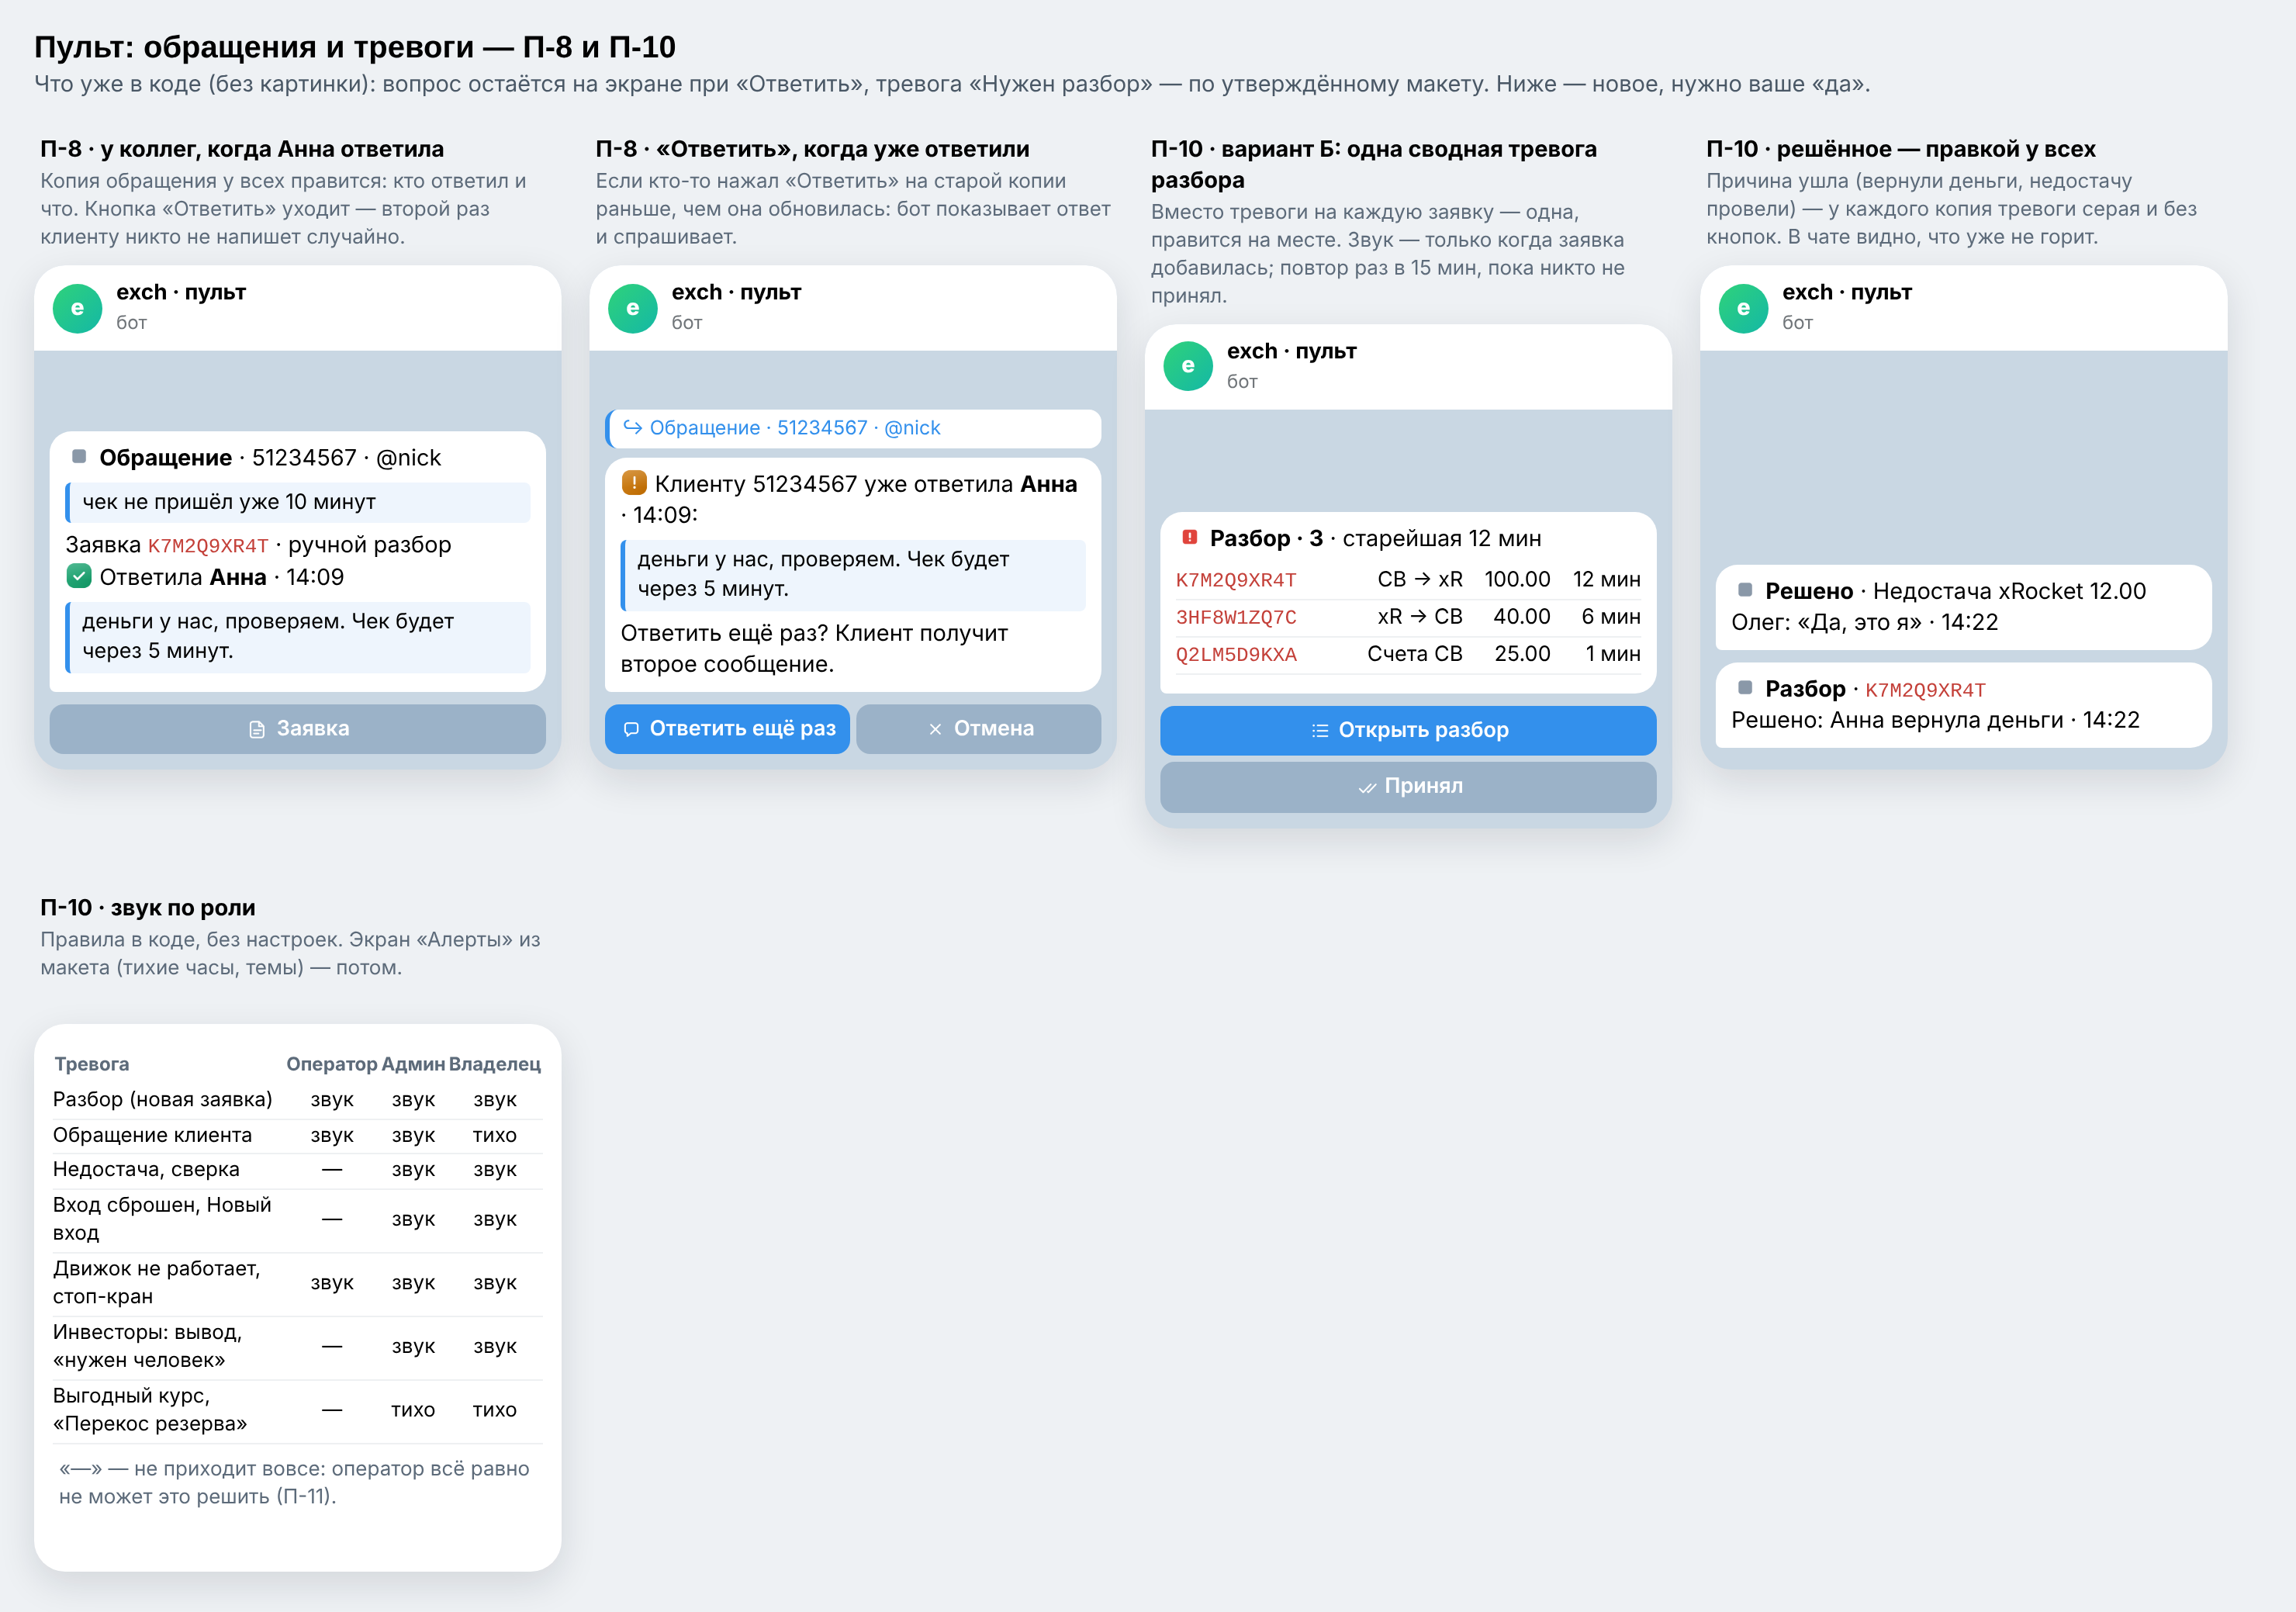 Пульт: обращения и тревоги — П-8 и П-10
Что уже в коде (без картинки): вопрос остаётся на экране при «Ответить», тревога «Нужен разбор» — по утверждённому макету. Ниже — новое, нужно ваше «да».
П-8 · у коллег, когда Анна ответила
Копия обращения у всех правится: кто ответил и
что. Кнопка «Ответить» уходит — второй раз
клиенту никто не напишет случайно.
e
exch · пульт
бот
Обращение · 51234567 · @nick
чек не пришёл уже 10 минут
Заявка K7M2Q9XR4T · ручной разбор
Ответила Анна · 14:09
деньги у нас, проверяем. Чек будет
через 5 минут.
Заявка
П-8 · «Ответить», когда уже ответили
Если кто-то нажал «Ответить» на старой копии
раньше, чем она обновилась: бот показывает ответ
и спрашивает.
e
exch · пульт
бот
Обращение · 51234567 · @nick
Клиенту 51234567 уже ответила Анна
· 14:09:
деньги у нас, проверяем. Чек будет
через 5 минут.
Ответить ещё раз? Клиент получит
второе сообщение.
Ответить ещё раз
Отмена
П-10 · вариант Б: одна сводная тревога
разбора
Вместо тревоги на каждую заявку — одна,
правится на месте. Звук — только когда заявка
добавилась; повтор раз в 15 мин, пока никто не
принял.
e
exch · пульт
бот
Разбор · 3 · старейшая 12 мин
K7M2Q9XR4T CB → xR 100.00 12 мин
3HF8W1ZQ7C xR → CB 40.00 6 мин
Q2LM5D9KXA Счета CB 25.00 1 мин
Открыть разбор
Принял
П-10 · решённое — правкой у всех
Причина ушла (вернули деньги, недостачу
провели) — у каждого копия тревоги серая и без
кнопок. В чате видно, что уже не горит.
e
exch · пульт
бот
Решено · Недостача xRocket 12.00
Олег: «Да, это я» · 14:22
Разбор · K7M2Q9XR4T
Решено: Анна вернула деньги · 14:22
П-10 · звук по роли
Правила в коде, без настроек. Экран «Алерты» из
макета (тихие часы, темы) — потом.
Тревога Оператор Админ Владелец
Разбор (новая заявка) звук звук звук
Обращение клиента звук звук тихо
Недостача, сверка — звук звук
Вход сброшен, Новый
вход — звук звук
Движок не работает,
стоп-кран звук звук звук
Инвесторы: вывод,
«нужен человек» — звук звук
Выгодный курс,
«Перекос резерва» — тихо тихо
«—» — не приходит вовсе: оператор всё равно
не может это решить (П-11).